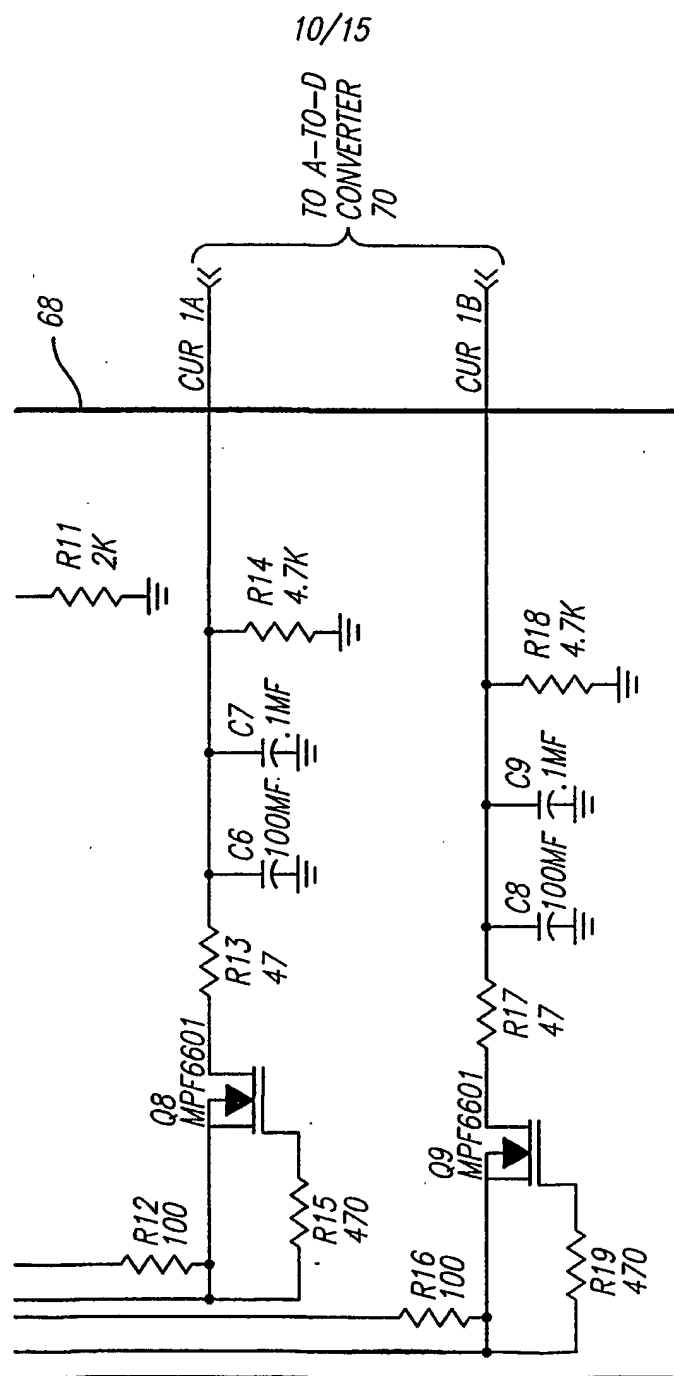 10/15
TO A-TO-D
CONVERTER
70
68
CUR 1A
CUR 1B
R11
2K
R14
4.7K
R18
4.7K
C7
.1MF
C9
.1MF
C6
100MF
C8
100MF
R13
47
R17
47
Q8
MPF6601
Q9
MPF6601
R12
100
R15
470
R16
100
R19
470